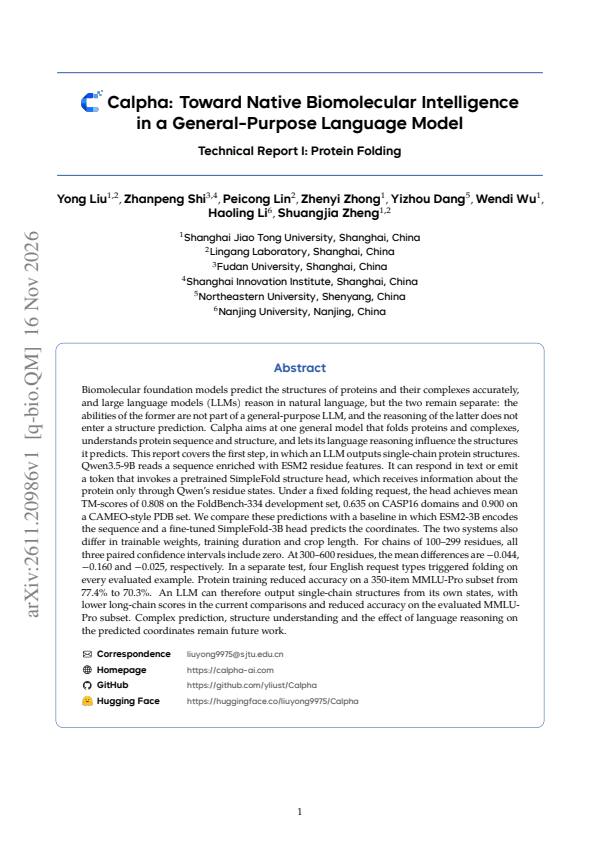 Calpha: Toward Native Biomolecular Intelligence
in a General-Purpose Language Model
Technical Report I: Protein Folding
Yong Liu1,2, Zhanpeng Shi3,4, Peicong Lin2, Zhenyi Zhong1, Yizhou Dang5, Wendi Wu1,
Haoling Li6, Shuangjia Zheng1,2
1Shanghai Jiao Tong University, Shanghai, China
2Lingang Laboratory, Shanghai, China
3Fudan University, Shanghai, China
4Shanghai Innovation Institute, Shanghai, China
5Northeastern University, Shenyang, China
6Nanjing University, Nanjing, China
arXiv:2611.20986v1 [q-bio.QM] 16 Nov 2026
Abstract
Biomolecular foundation models predict the structures of proteins and their complexes accurately,
and large language models (LLMs) reason in natural language, but the two remain separate: the
abilities of the former are not part of a general-purpose LLM, and the reasoning of the latter does not
enter a structure prediction. Calpha aims at one general model that folds proteins and complexes,
understands protein sequence and structure, and lets its language reasoning influence the structures
it predicts. This report covers the first step, in which an LLM outputs single-chain protein structures.
Qwen3.5-9B reads a sequence enriched with ESM2 residue features. It can respond in text or emit
a token that invokes a pretrained SimpleFold structure head, which receives information about the
protein only through Qwen's residue states. Under a fixed folding request, the head achieves mean
TM-scores of 0.808 on the FoldBench-334 development set, 0.635 on CASP16 domains and 0.900 on
a CAMEO-style PDB set. We compare these predictions with a baseline in which ESM2-3B encodes
the sequence and a fine-tuned SimpleFold-3B head predicts the coordinates. The two systems also
differ in trainable weights, training duration and crop length. For chains of 100–299 residues, all
three paired confidence intervals include zero. At 300–600 residues, the mean differences are −0.044,
−0.160 and −0.025, respectively. In a separate test, four English request types triggered folding on
every evaluated example. Protein training reduced accuracy on a 350-item MMLU-Pro subset from
77.4% to 70.3%. An LLM can therefore output single-chain structures from its own states, with
lower long-chain scores in the current comparisons and reduced accuracy on the evaluated MMLU-
Pro subset. Complex prediction, structure understanding and the effect of language reasoning on
the predicted coordinates remain future work.
Correspondence liuyong9975@sjtu.edu.cn
Homepage https://calpha-ai.com
GitHub https://github.com/yliust/Calpha
Hugging Face https://huggingface.co/liuyong9975/Calpha
1